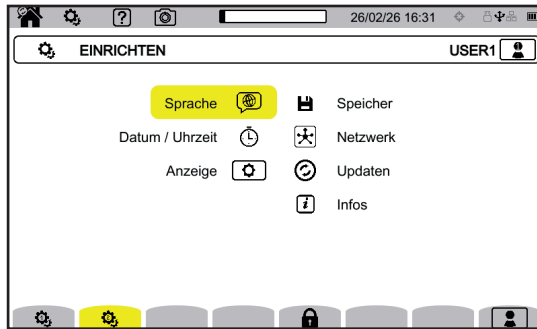 26/02/26 16:31
EINRICHTEN
USER1
Sprache
Speicher
Datum / Uhrzeit
Netzwerk
Anzeige
Updaten
Infos